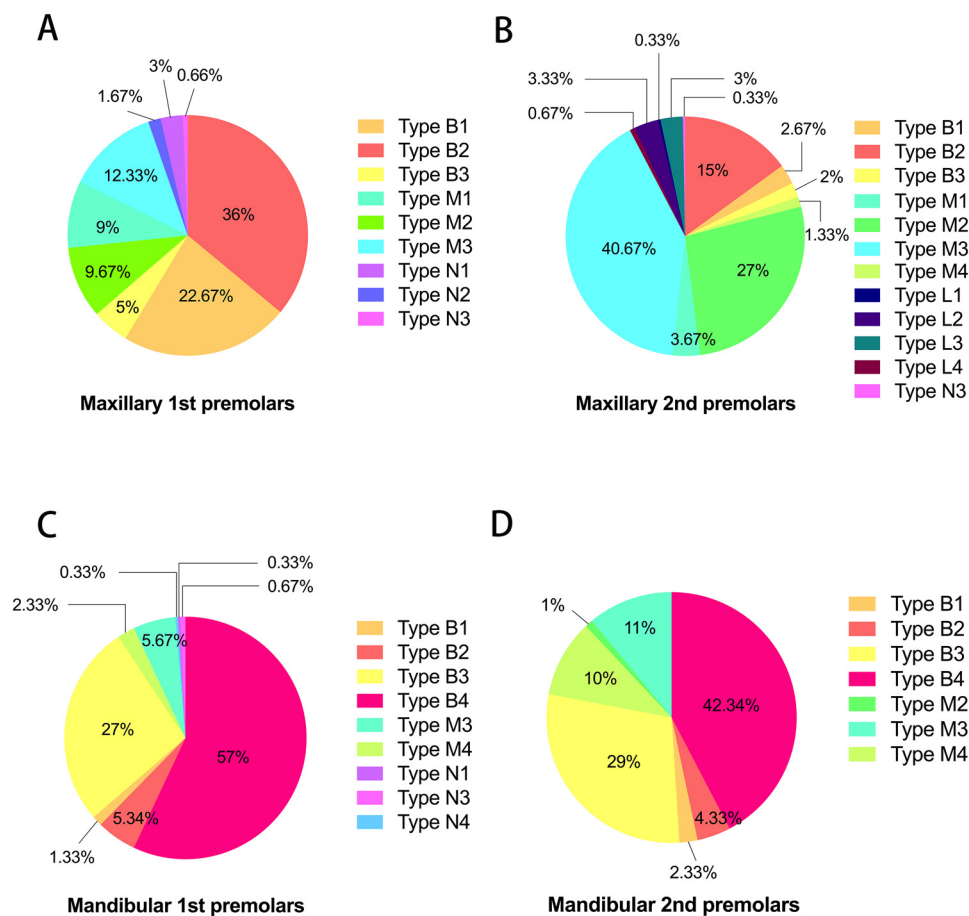 A
3%
0.66%
1.67%
12.33%
36%
9%
9.67%
5%
22.67%
Type B1
Type B2
Type B3
Type M1
Type M2
Type M3
Type N1
Type N2
Type N3
Maxillary 1st premolars
B
0.33%
3.33%
3%
0.67%
0.33%
2.67%
15%
2%
1.33%
40.67%
27%
3.67%
Type B1
Type B2
Type B3
Type M1
Type M2
Type M3
Type M4
Type L1
Type L2
Type L3
Type L4
Type N3
Maxillary 2nd premolars
C
0.33%
0.33%
0.67%
2.33%
5.67%
27%
57%
5.34%
1.33%
Type B1
Type B2
Type B3
Type B4
Type M3
Type M4
Type N1
Type N3
Type N4
Mandibular 1st premolars
D
1%
11%
10%
42.34%
29%
4.33%
2.33%
Type B1
Type B2
Type B3
Type B4
Type M2
Type M3
Type M4
Mandibular 2nd premolars